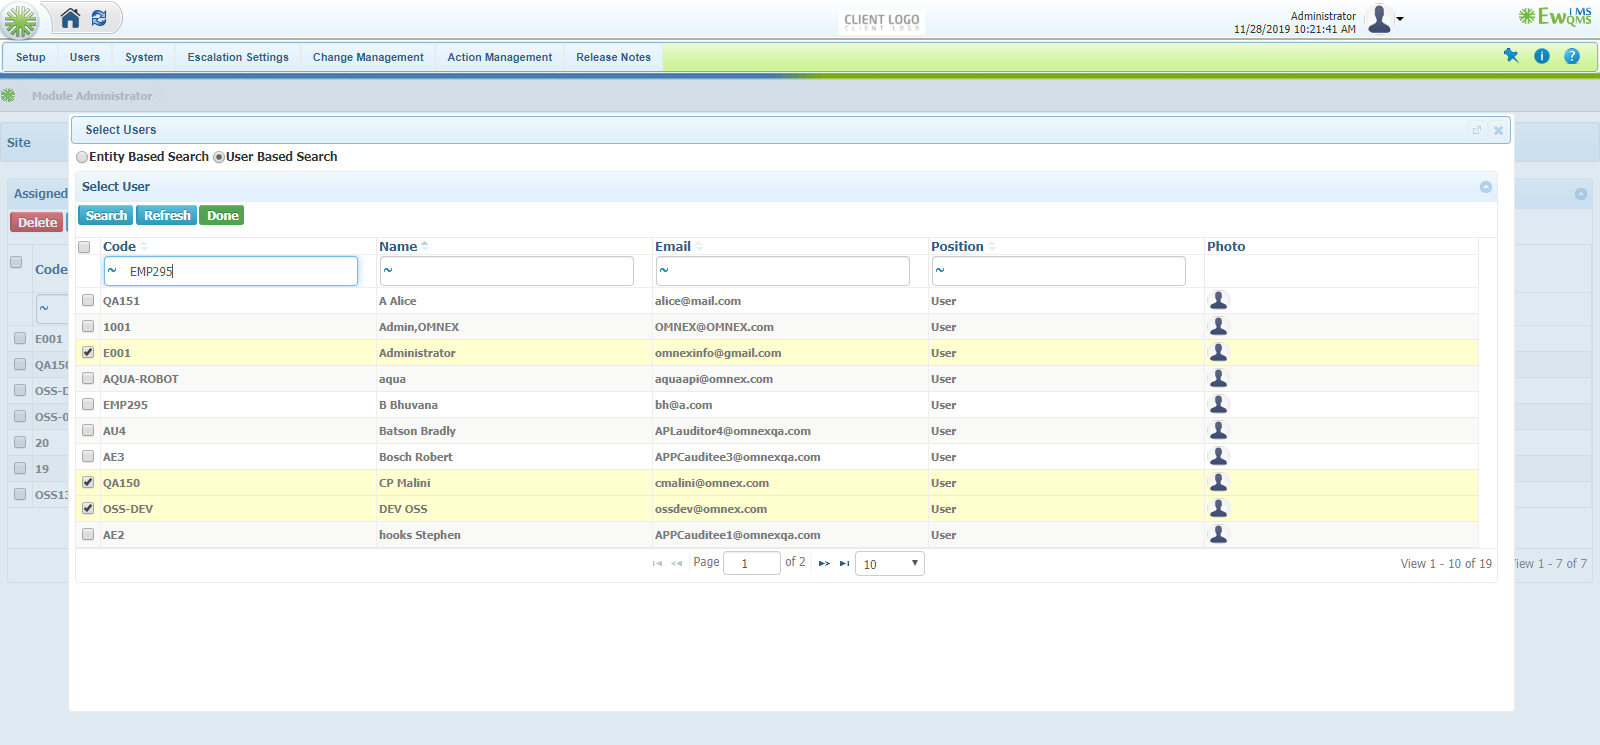 CLIENT LOGO
CLIENT LOGO
Administrator
11/28/2019 10:21:41 AM
EwIMS
QMS
Setup Users System Escalation Settings Change Management Action Management Release Notes
Module Administrator
Select Users
Site
Entity Based Search User Based Search
Select User
Assigned
Search Refresh Done
Delete
Code Name Email Position Photo
Code
~ EMP295 ~ ~ ~
~
QA151 A Alice alice@mail.com User
1001 Admin,OMNEX OMNEX@OMNEX.com User
E001
E001 Administrator omnexinfo@gmail.com User
QA150
AQUA-ROBOT aqua aquaapi@omnex.com User
OSS-D
EMP295 B Bhuvana bh@a.com User
OSS-0
AU4 Batson Bradly APLauditor4@omnexqa.com User
20
AE3 Bosch Robert APPCauditee3@omnexqa.com User
19
QA150 CP Malini cmalini@omnex.com User
OSS13
OSS-DEV DEV OSS ossdev@omnex.com User
AE2 hooks Stephen APPCauditee1@omnexqa.com User
Page 1 of 2 10 View 1 - 10 of 19
View 1 - 7 of 7